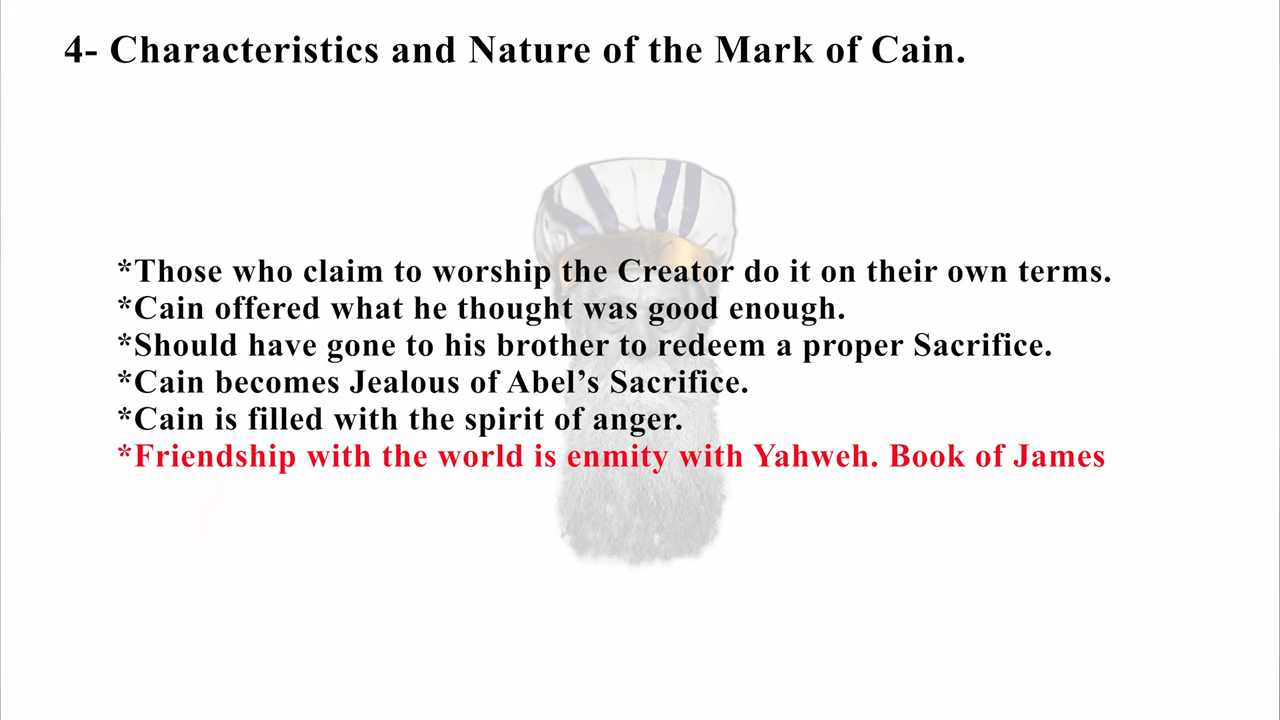 4- Characteristics and Nature of the Mark of Cain.
*Those who claim to worship the Creator do it on their own terms.
*Cain offered what he thought was good enough.
*Should have gone to his brother to redeem a proper Sacrifice.
*Cain becomes Jealous of Abel’s Sacrifice.
*Cain is filled with the spirit of anger.
*Friendship with the world is enmity with Yahweh. Book of James